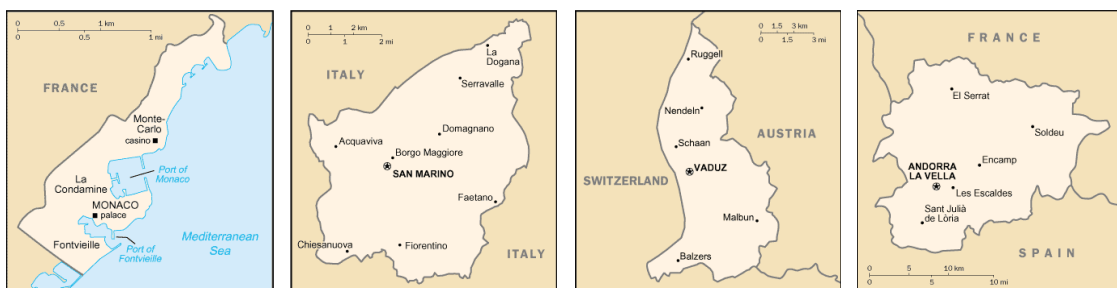 0 0.5 1 km
0 0.5 1 mi
FRANCE
Monte-
Carlo
casino
Port of
Monaco
La
Condamine
MONACO
palace
Fontvieille
Port of
Fontvieille
Mediterranean
Sea
0 1 2 km
0 1 2 mi
ITALY
La
Dogana
Serravalle
Domagnano
Acquaviva
Borgo Maggiore
SAN MARINO
Faetano
Chiesanuova
Fiorentino
ITALY
0 1.5 3 km
0 1.5 3 mi
Ruggell
Nendeln
Schaan
AUSTRIA
VADUZ
SWITZERLAND
Malbun
Balzers
FRANCE
El Serrat
Soldeu
Encamp
ANDORRA
LA VELLA
Les Escaldes
Sant Julià
de Lòria
SPAIN
0 5 10 km
0 5 10 mi